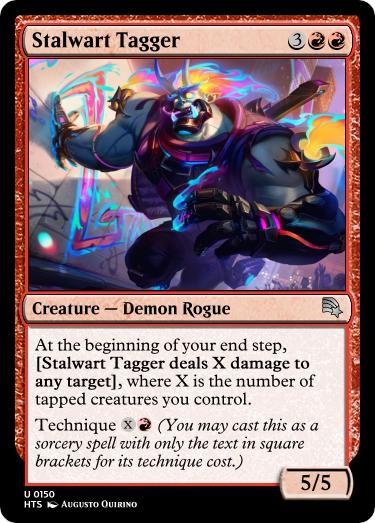 Stalwart Tagger 3
Creature — Demon Rogue
At the beginning of your end step,
[Stalwart Tagger deals X damage to
any target], where X is the number of
tapped creatures you control.
Technique X (You may cast this as a
sorcery spell with only the text in square
brackets for its technique cost.)
5/5
U 0150
HTS Augusto Quirino